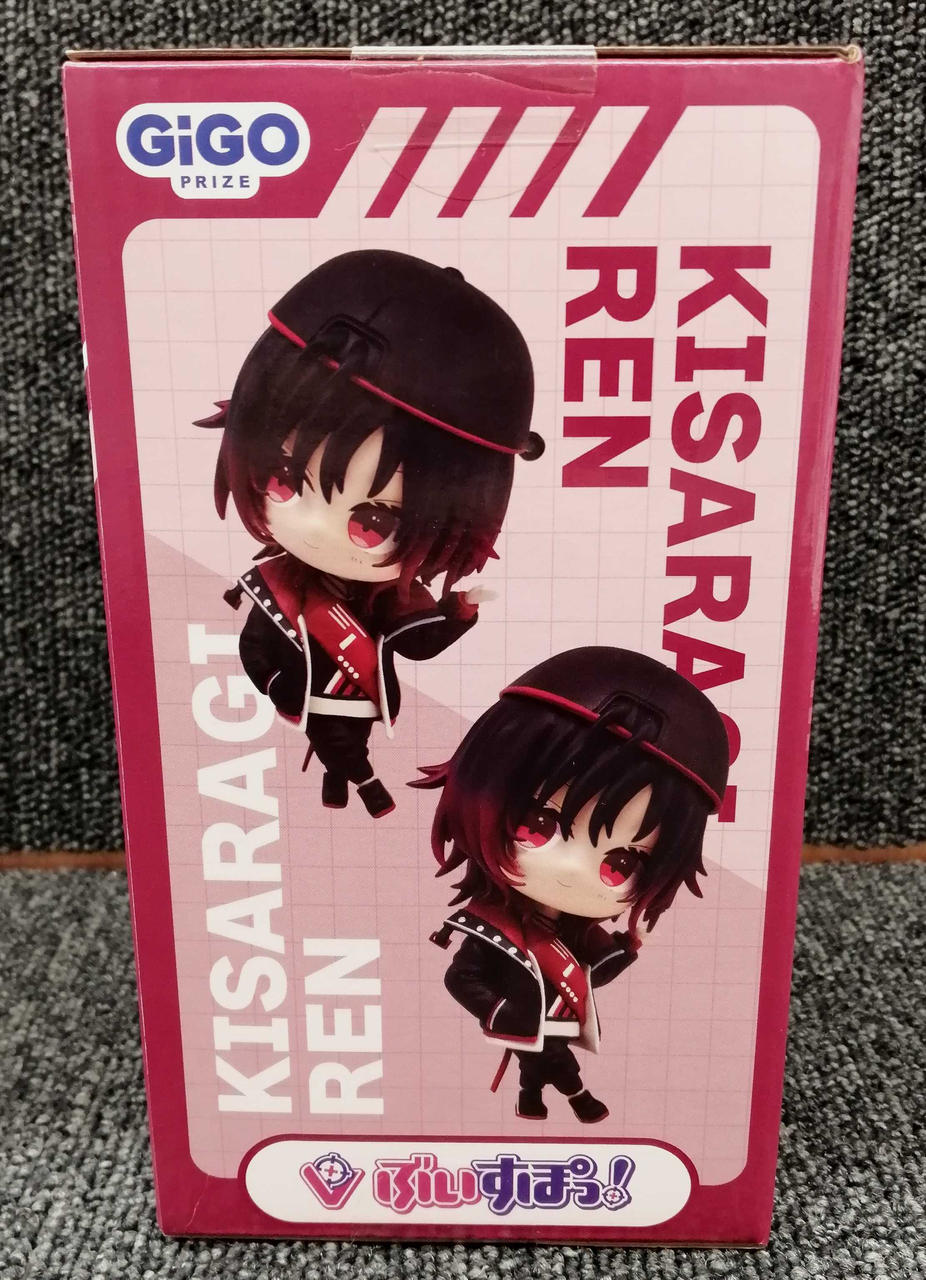 GiGO
PRIZE
KISARAGI
REN
KISARAGI
REN
ぶいすぽっ!